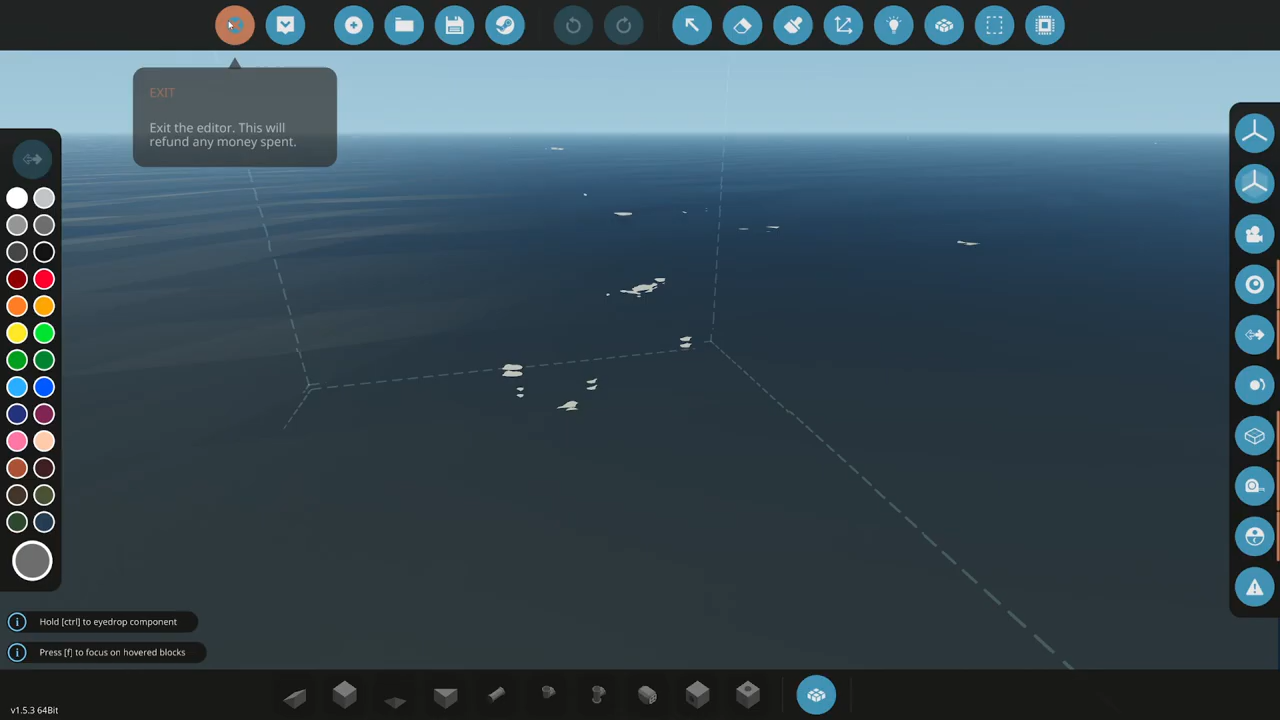 EXIT
Exit the editor. This will
refund any money spent.
Hold [ctrl] to eyedrop component
Press [f] to focus on hovered blocks
v1.5.3 64Bit